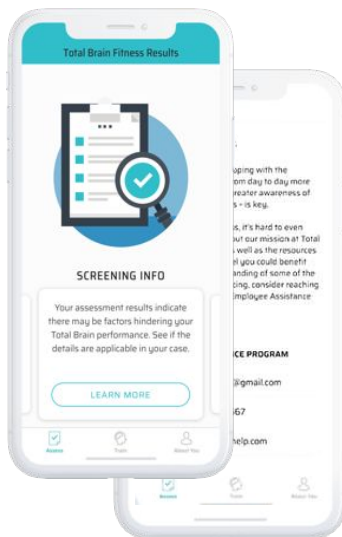 Total Brain Fitness Results
SCREENING INFO
Your assessment results indicate
there may be factors hindering your
Total Brain performance. See if the
details are applicable in your case.
LEARN MORE
Assess
Train
About You
oping with the
om day to day more
reater awareness of
s - is key.
s, it's hard to even
out our mission at Total
s well as the resources
el you could benefit
anding of some of the
ting, consider reaching
Employee Assistance
CE PROGRAM
@gmail.com
67
help.com
Assess
Train
About You